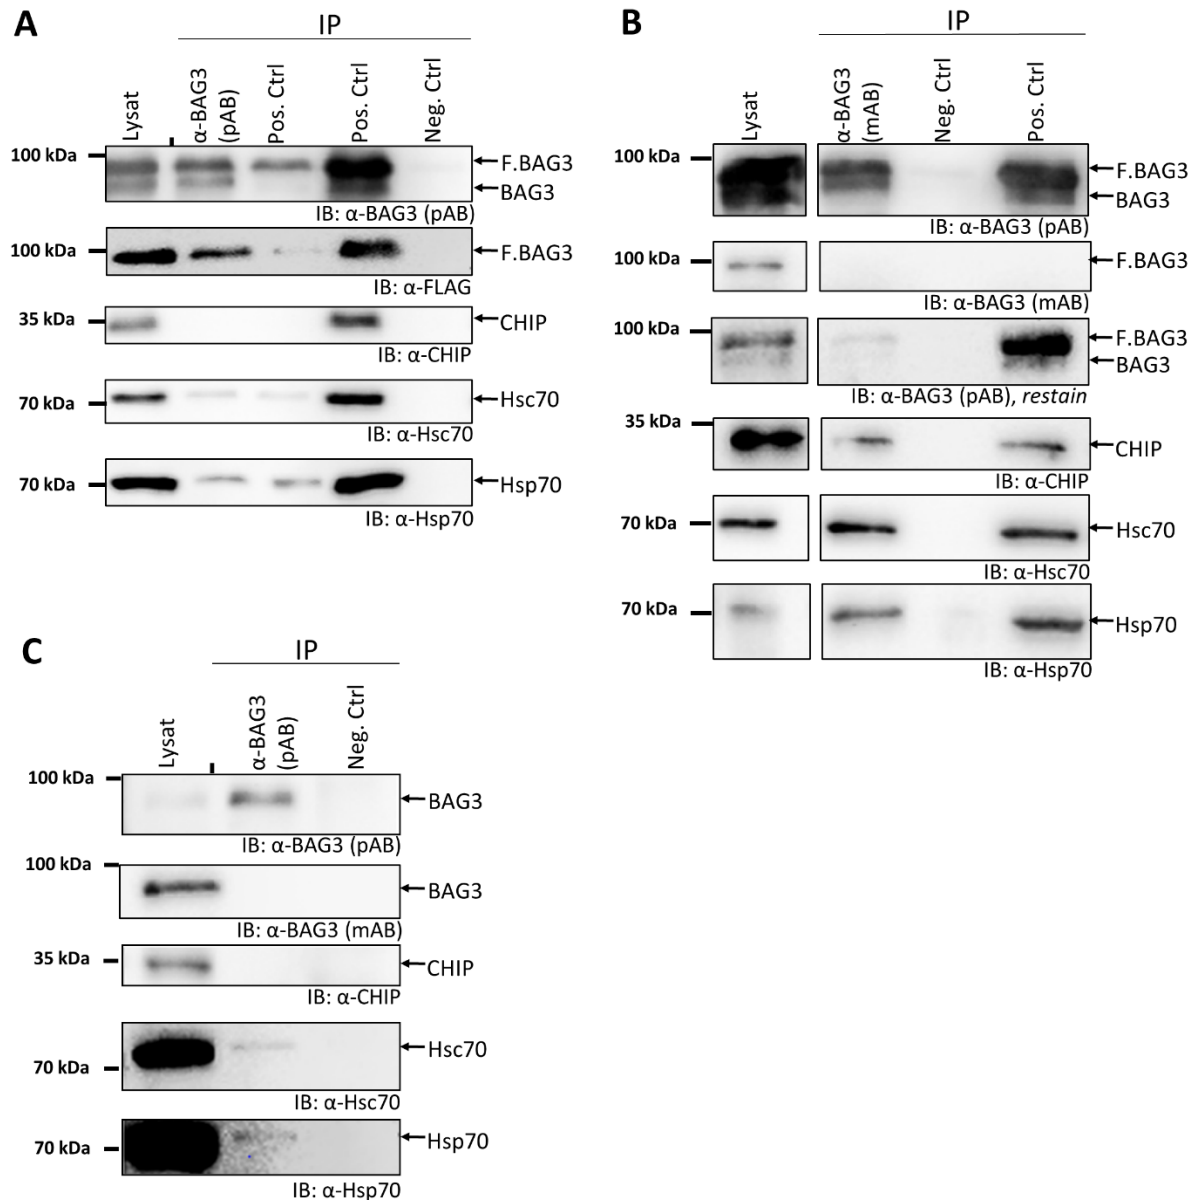 A
IP
Lysat
α-BAG3
(pAB)
Pos. Ctrl
Pos. Ctrl
Neg. Ctrl
100 kDa
F.BAG3
BAG3
IB: α-BAG3 (pAB)
100 kDa
F.BAG3
IB: α-FLAG
35 kDa
CHIP
IB: α-CHIP
70 kDa
Hsc70
IB: α-Hsc70
70 kDa
Hsp70
IB: α-Hsp70
B
IP
Lysat
α-BAG3
(mAB)
Neg. Ctrl
Pos. Ctrl
100 kDa
F.BAG3
BAG3
IB: α-BAG3 (pAB)
100 kDa
F.BAG3
IB: α-BAG3 (mAB)
100 kDa
F.BAG3
BAG3
IB: α-BAG3 (pAB), restain
35 kDa
CHIP
IB: α-CHIP
70 kDa
Hsc70
IB: α-Hsc70
70 kDa
Hsp70
IB: α-Hsp70
C
IP
Lysat
α-BAG3
(pAB)
Neg. Ctrl
100 kDa
BAG3
IB: α-BAG3 (pAB)
100 kDa
BAG3
IB: α-BAG3 (mAB)
35 kDa
CHIP
IB: α-CHIP
70 kDa
Hsc70
IB: α-Hsc70
70 kDa
Hsp70
IB: α-Hsp70